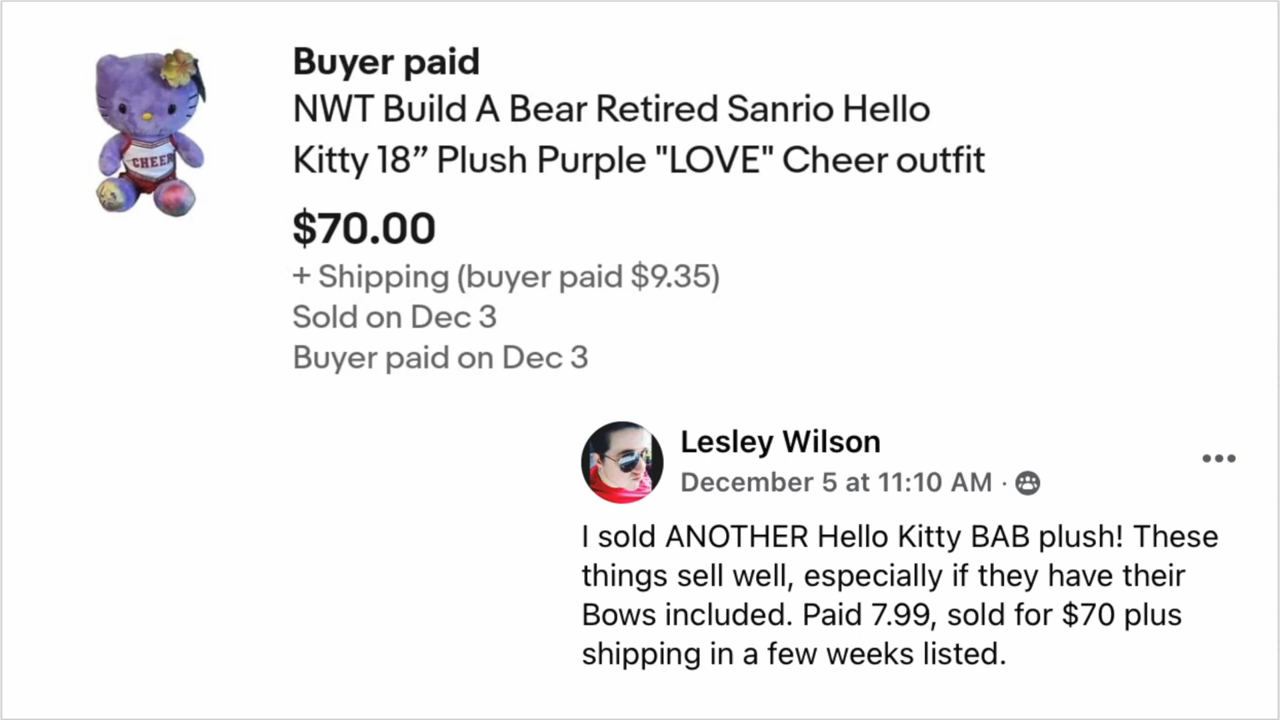 Buyer paid
NWT Build A Bear Retired Sanrio Hello
Kitty 18” Plush Purple "LOVE" Cheer outfit
$70.00
+ Shipping (buyer paid $9.35)
Sold on Dec 3
Buyer paid on Dec 3
CHEER
Lesley Wilson
December 5 at 11:10 AM ·
I sold ANOTHER Hello Kitty BAB plush! These
things sell well, especially if they have their
Bows included. Paid 7.99, sold for $70 plus
shipping in a few weeks listed.